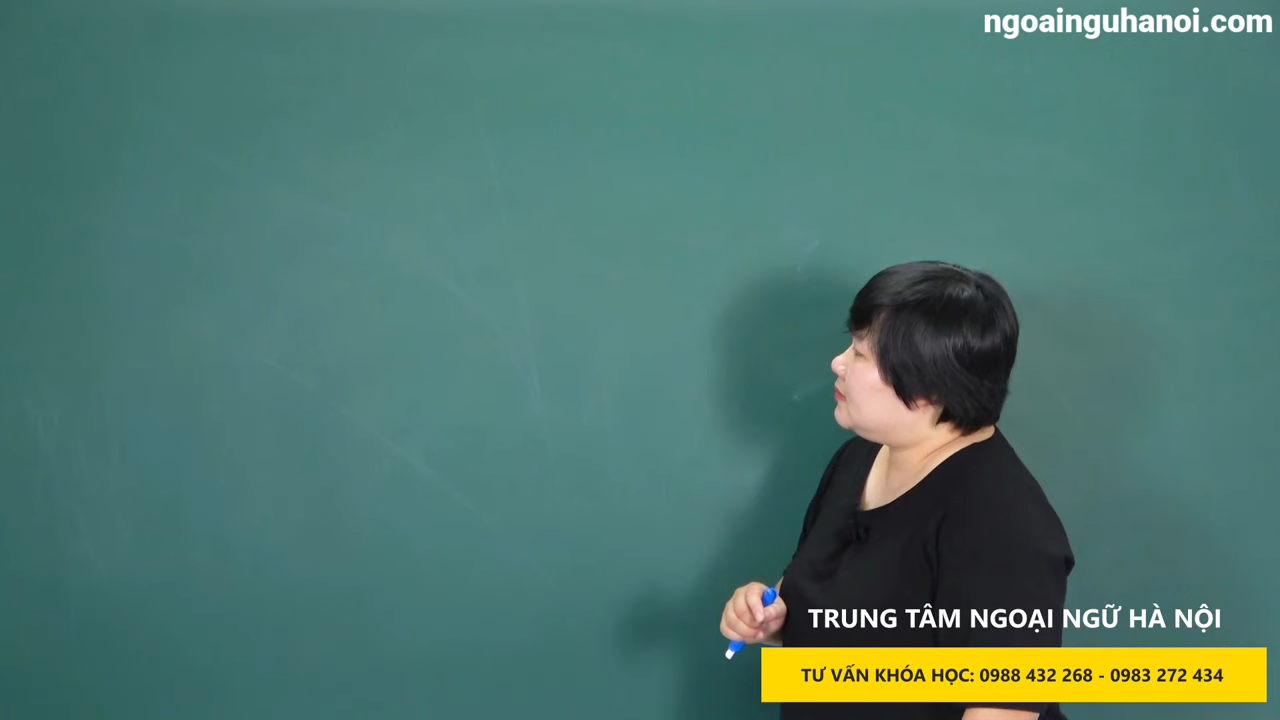 ngoainguhanoi.com
TRUNG TÂM NGOẠI NGỮ HÀ NỘI
TƯ VẤN KHÓA HỌC: 0988 432 268 - 0983 272 434